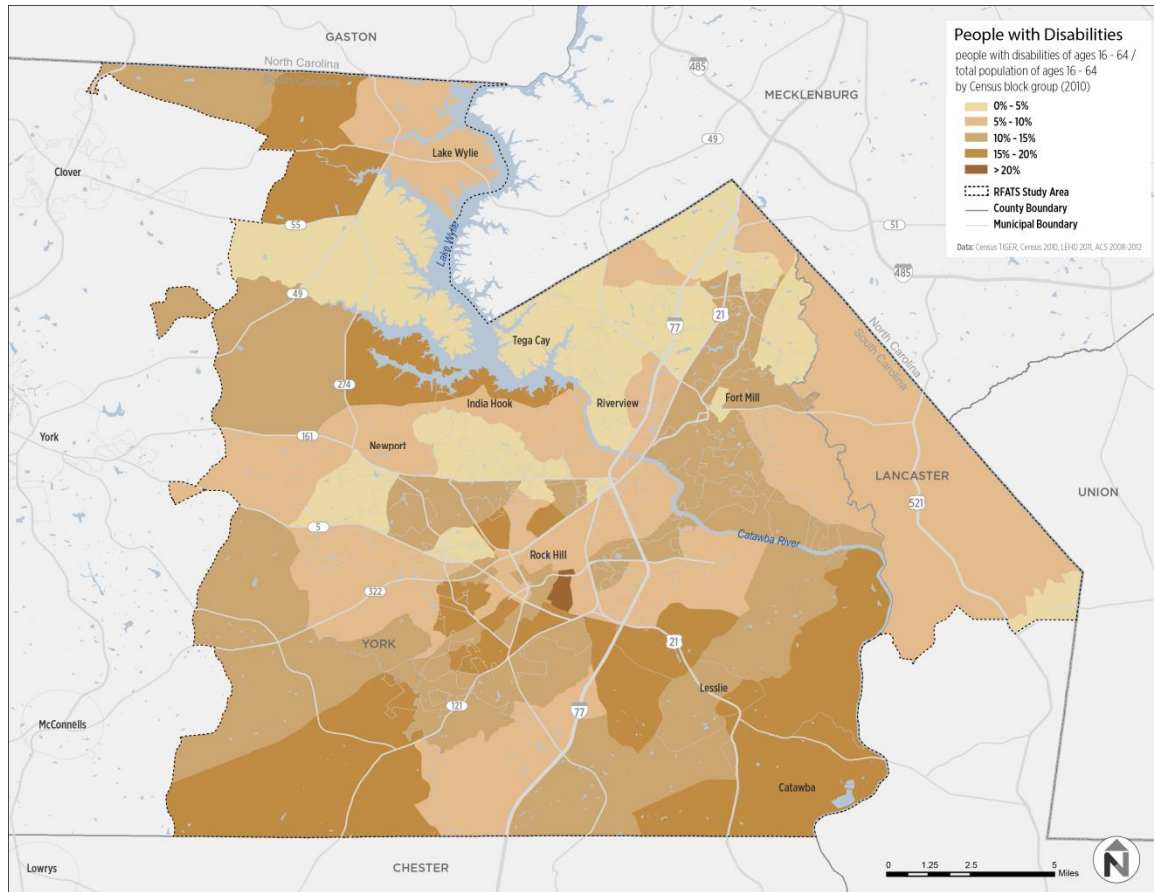 People with Disabilities
people with disabilities of ages 16 - 64 /
total population of ages 16 - 64
by Census block group (2010)
0% - 5%
5% - 10%
10% - 15%
15% - 20%
> 20%
RFATS Study Area
County Boundary
Municipal Boundary
Data: Census TIGER, Census 2010, LEHD 2011, ACS 2008-2012
GASTON
North Carolina
South Carolina
485
MECKLENBURG
49
Lake Wylie
Clover
51
55
Lake Wylie
485
49
77
21
Tega Cay
North Carolina
South Carolina
274
India Hook
Riverview
Fort Mill
York
161
Newport
LANCASTER
UNION
521
5
Catawba River
Rock Hill
322
YORK
21
Lesslie
121
77
McConnells
Catawba
Lowrys
CHESTER
0 1.25 2.5 5
Miles
N